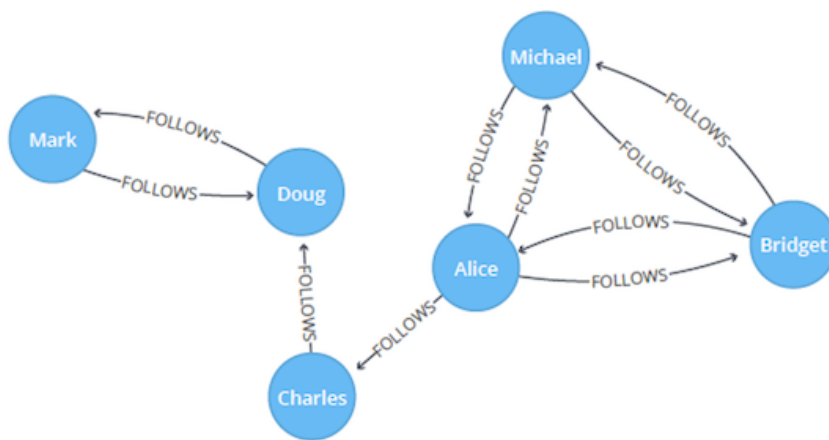 Michael
FOLLOWS
FOLLOWS
Mark
FOLLOWS
FOLLOWS
FOLLOWS
FOLLOWS
Doug
FOLLOWS
Bridget
Alice
FOLLOWS
FOLLOWS
FOLLOWS
Charles